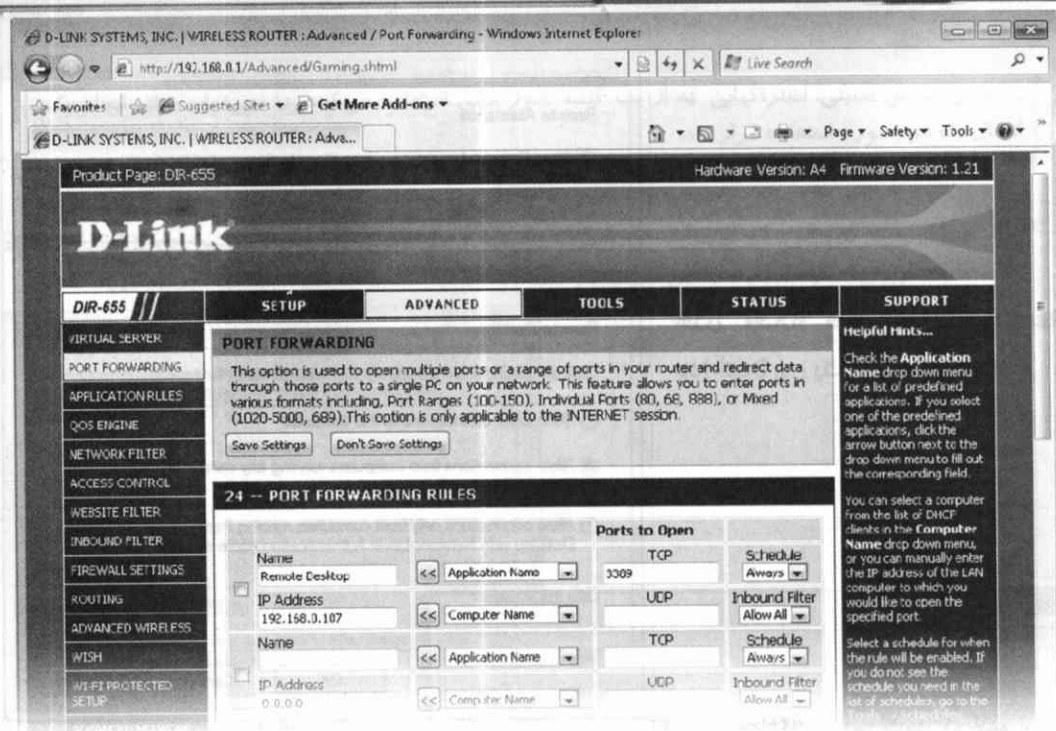 D-LINK SYSTEMS, INC. | WIRELESS ROUTER : Advanced / Port Forwarding - Windows Internet Explorer
http://192.168.0.1/Advanced/Gaming.shtml
Live Search
Favorites
Suggested Sites
Get More Add-ons
D-LINK SYSTEMS, INC. | WIRELESS ROUTER : Adva...
Page
Safety
Tools
Product Page: DIR-655
Hardware Version: A4
Firmware Version: 1.21
D-Link
DIR-655
SETUP
ADVANCED
TOOLS
STATUS
SUPPORT
VIRTUAL SERVER
PORT FORWARDING
APPLICATION RULES
QOS ENGINE
NETWORK FILTER
ACCESS CONTROL
WEBSITE FILTER
INBOUND FILTER
FIREWALL SETTINGS
ROUTING
ADVANCED WIRELESS
WISH
WI-FI PROTECTED
SETUP
PORT FORWARDING
This option is used to open multiple ports or a range of ports in your router and redirect data
through those ports to a single PC on your network. This feature allows you to enter ports in
various formats including, Port Ranges (100-150), Individual Ports (80, 68, 888), or Mixed
(1020-5000, 689).This option is only applicable to the INTERNET session.
Save Settings
Don't Save Settings
24 -- PORT FORWARDING RULES
Ports to Open
Name
TCP
Schedule
Remote Desktop
<<
Application Name
3389
Always
IP Address
UDP
Inbound Filter
192.168.0.107
<<
Computer Name
Allow All
Name
TCP
Schedule
<<
Application Name
Always
IP Address
UDP
Inbound Filter
0.0.0.0
<<
Computer Name
Allow All
Helpful Hints...
Check the Application
Name drop down menu
for a list of predefined
applications. If you select
one of the predefined
applications, click the
arrow button next to the
drop down menu to fill out
the corresponding field.
You can select a computer
from the list of DHCP
clients in the Computer
Name drop down menu,
or you can manually enter
the IP address of the LAN
computer to which you
would like to open the
specified port.
Select a schedule for when
the rule will be enabled. If
you do not see the
schedule you need in the
list of schedules, go to the